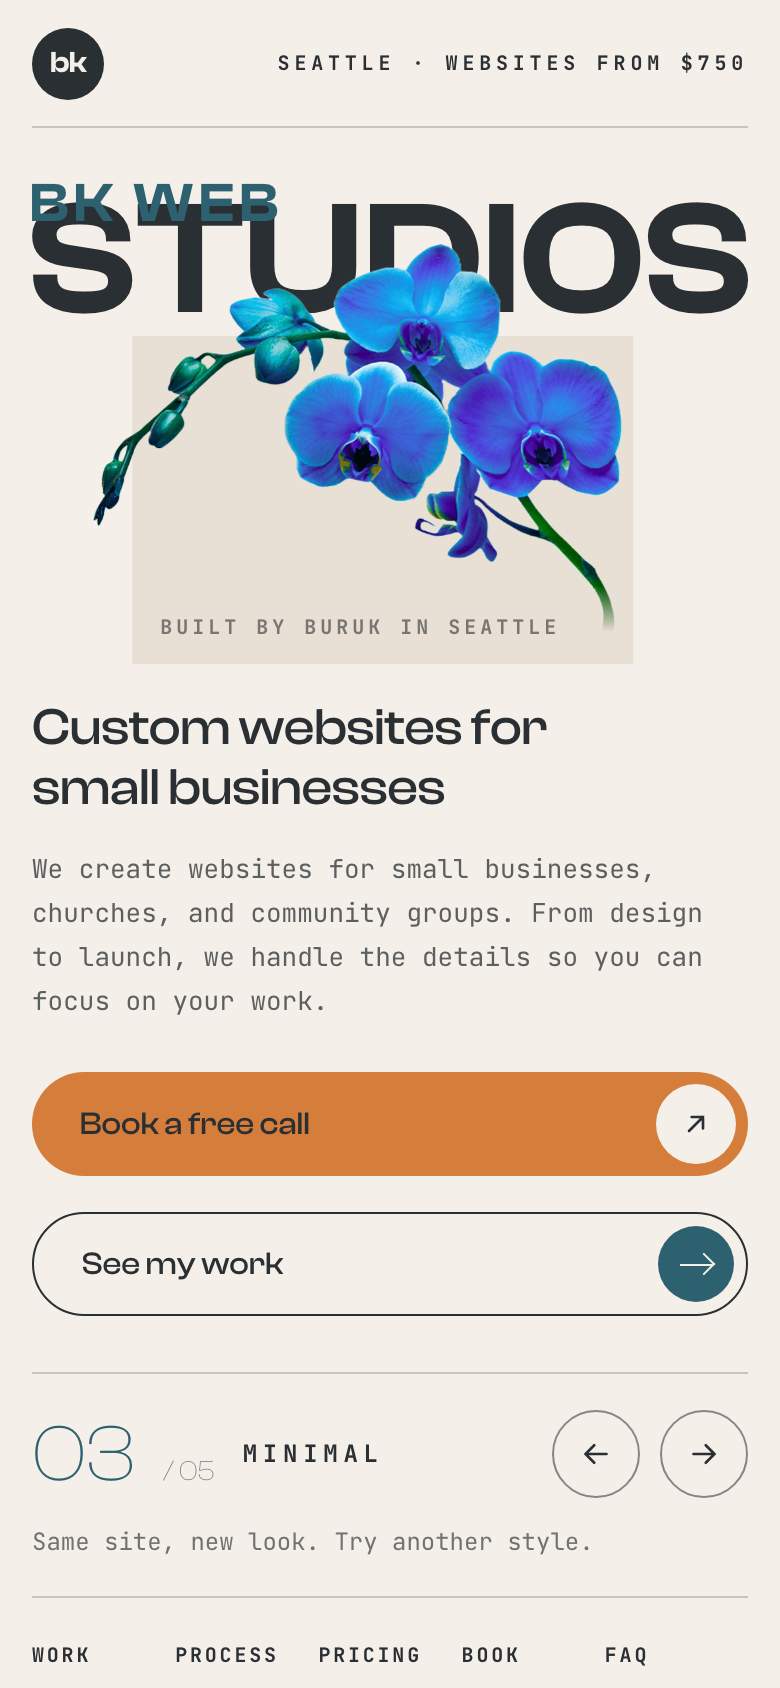 bk
SEATTLE · WEBSITES FROM $750
BK WEB
STUDIOS
BUILT BY BURUK IN SEATTLE
Custom websites for
small businesses
We create websites for small businesses,
churches, and community groups. From design
to launch, we handle the details so you can
focus on your work.
Book a free call
See my work
03 / 05 MINIMAL
Same site, new look. Try another style.
WORK PROCESS PRICING BOOK FAQ